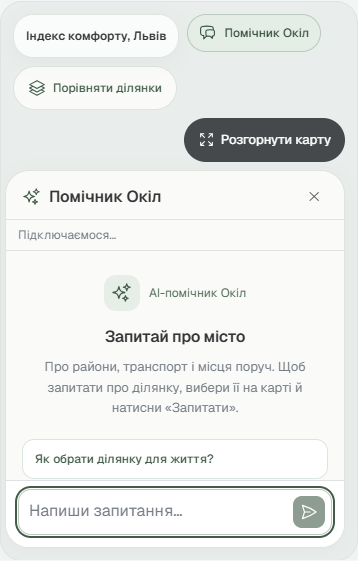 Індекс комфорту, Львів
Помічник Окіл
Порівняти ділянки
Розгорнути карту
Помічник Окіл
Підключаємося…
AI-помічник Окіл
Запитай про місто
Про райони, транспорт і місця поруч. Щоб
запитати про ділянку, вибери її на карті й
натисни «Запитати».
Як обрати ділянку для життя?
Напиши запитання…